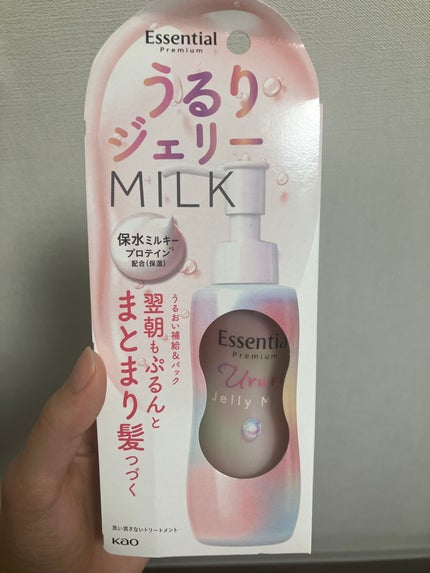 Essential
Premium
うるり
ジェリー
MILK
保水ミルキー
プロテイン*1
配合(保湿)
うるおい補給&パック
翌朝もぷるんと
まとまり髪つづく
Essential
Premium
Urur
Jelly M
洗い流さないトリートメント
Kao